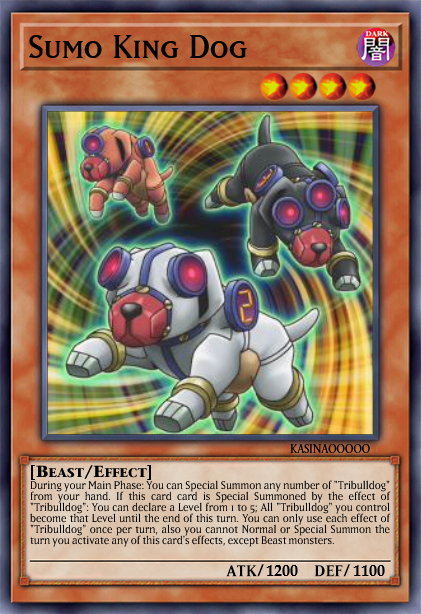 Sumo King Dog
DARK
闇
2
KASINAOOOOO
[Beast/Effect]
During your Main Phase: You can Special Summon any number of "Tribulldog"
from your hand. If this card card is Special Summoned by the effect of
"Tribulldog": You can declare a Level from 1 to 5; All "Tribulldog" you control
become that Level until the end of this turn. You can only use each effect of
"Tribulldog" once per turn, also you cannot Normal or Special Summon the
turn you activate any of this card's effects, except Beast monsters.
ATK/1200 DEF/1100